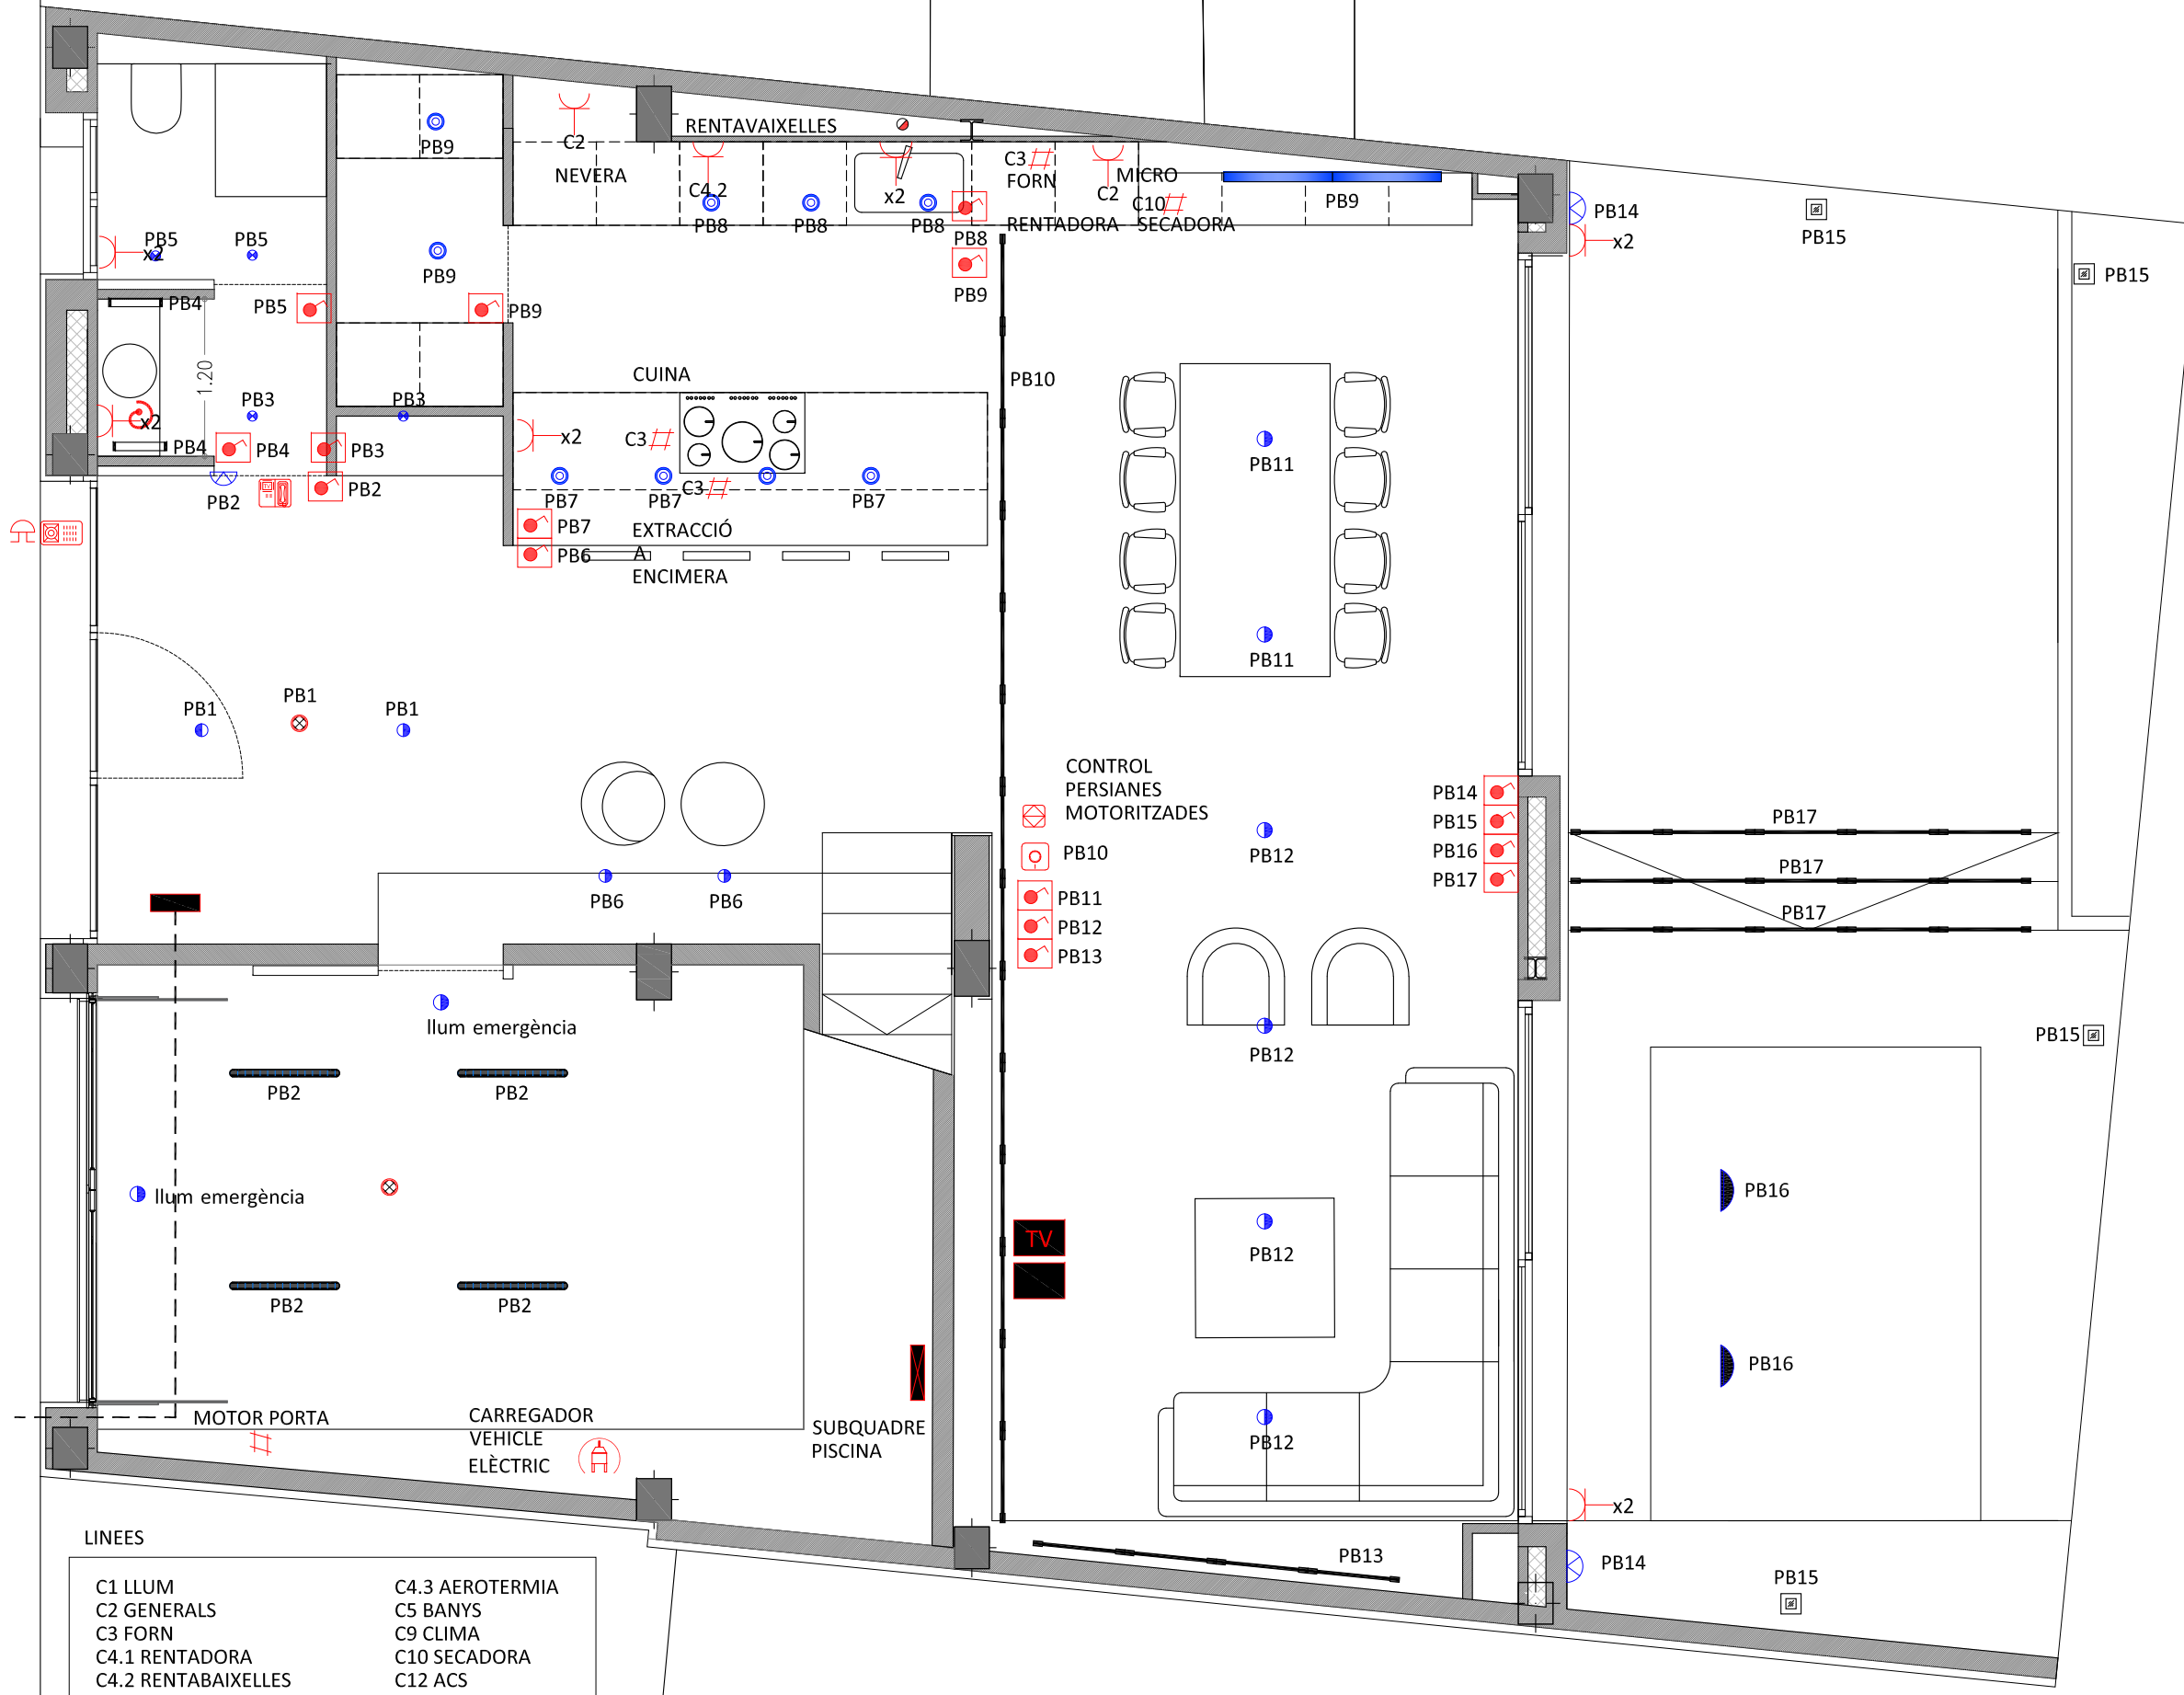 RENTAVAIXELLES
C2
PB9
NEVERA
C4.2
x2
C3
FORN
MICRO
C2
C10
PB9
PB14
PB15
PB8
PB8
PB8
PB8
RENTADORA
SECADORA
x2
PB5
x2
PB5
PB9
PB15
PB4
PB5
PB9
PB9
1.20
CUINA
PB10
PB3
PB3
x2
x2
C3
PB4
PB4
PB3
PB11
PB2
PB2
C3
PB7
PB7
PB7
PB7
PB6
EXTRACCIÓ
A
ENCIMERA
PB11
PB1
PB1
PB1
CONTROL
PERSIANES
MOTORITZADES
PB14
PB15
PB16
PB17
PB17
PB17
PB17
PB10
PB12
PB11
PB12
PB13
PB6
PB6
llum emergència
PB12
PB15
PB2
PB2
llum emergència
PB16
TV
PB12
PB2
PB2
PB16
MOTOR PORTA
CARREGADOR
VEHICLE
ELÈCTRIC
SUBQUADRE
PISCINA
PB12
x2
PB13
PB14
PB15
LINEES
C1 LLUM
C2 GENERALS
C3 FORN
C4.1 RENTADORA
C4.2 RENTABAIXELLES
C4.3 AEROTERMIA
C5 BANYS
C9 CLIMA
C10 SECADORA
C12 ACS